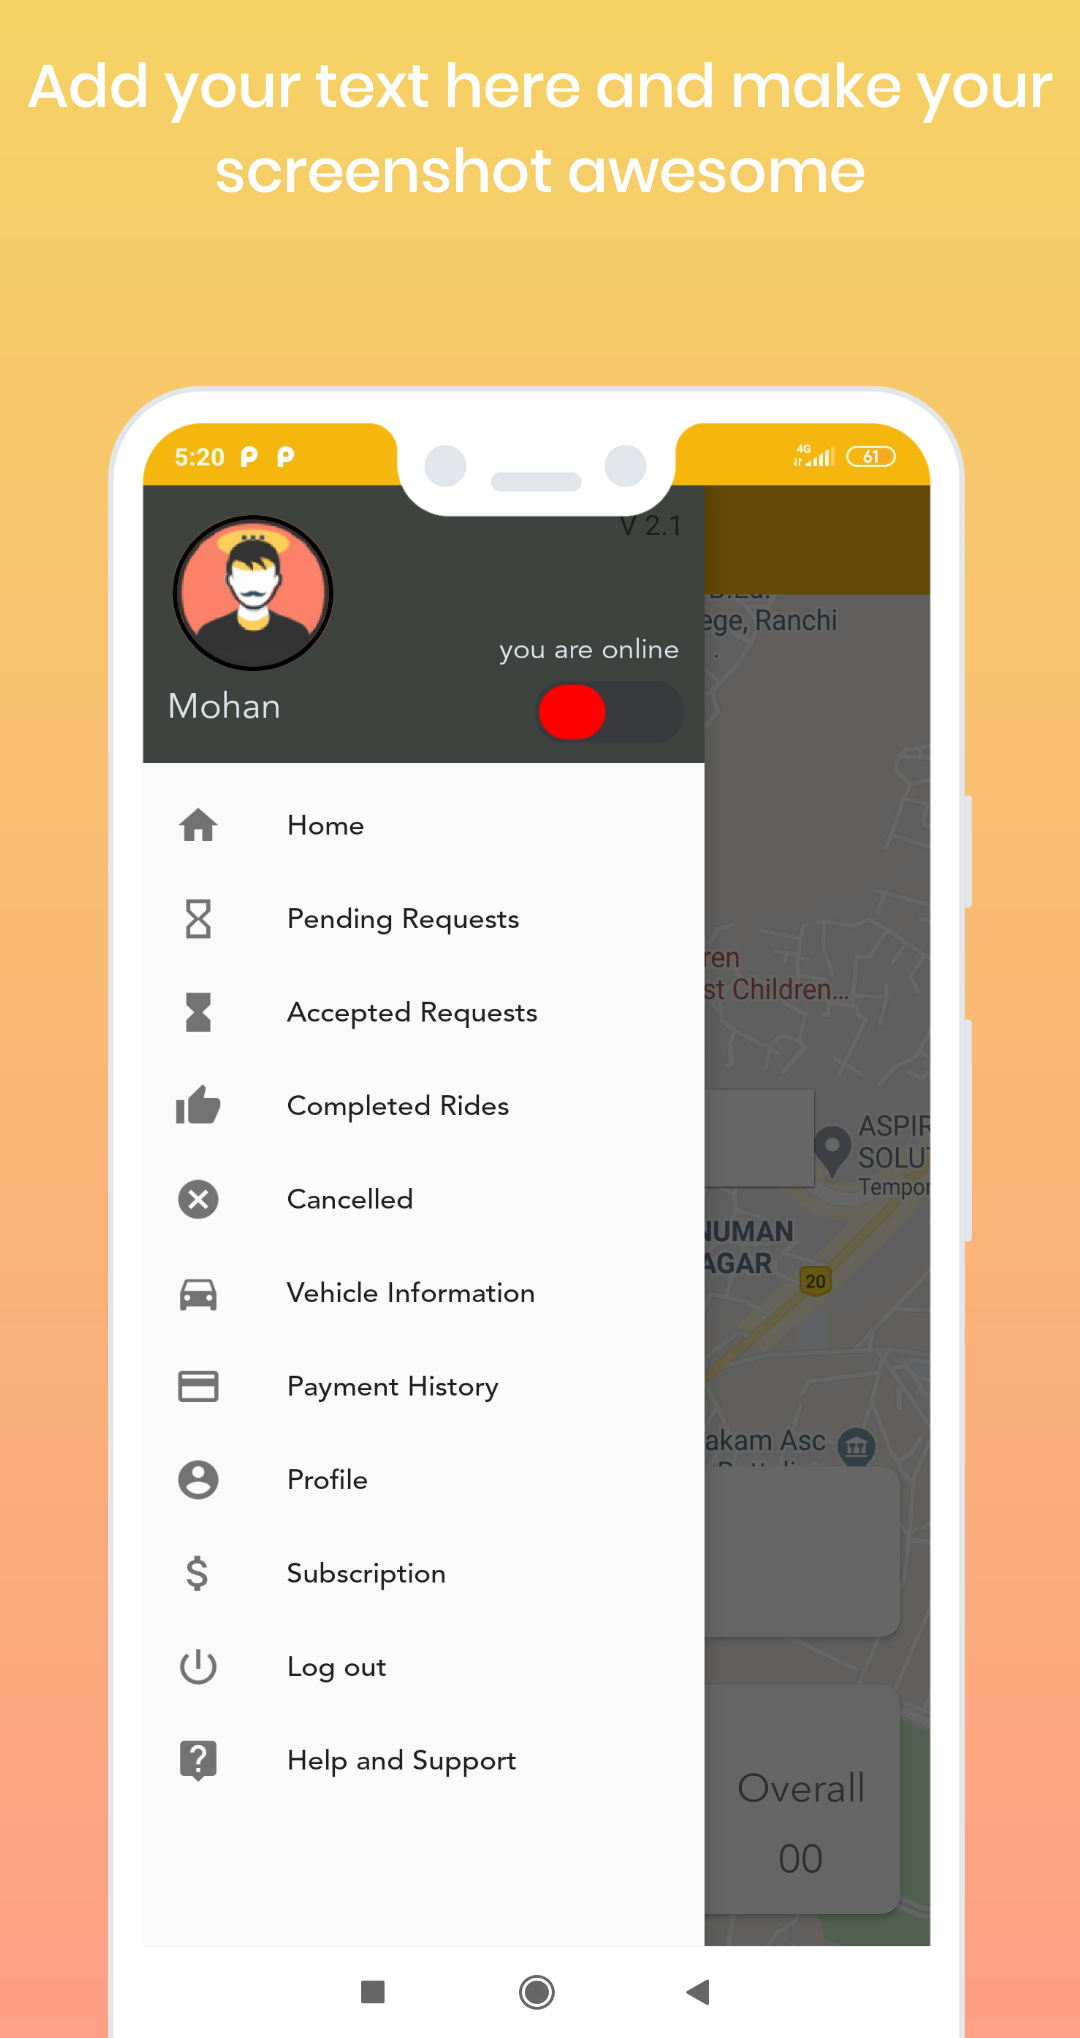 Add your text here and make your
screenshot awesome
5:20 P P
4G
61
V 2.1
ege, Ranchi
you are online
Mohan
Home
Pending Requests
Accepted Requests
Completed Rides
Cancelled
Vehicle Information
Payment History
Profile
Subscription
Log out
Help and Support
ren
st Children...
ASPIR
SOLUT
Tempor
NUMAN
AGAR
20
akam Asc
Overall
00